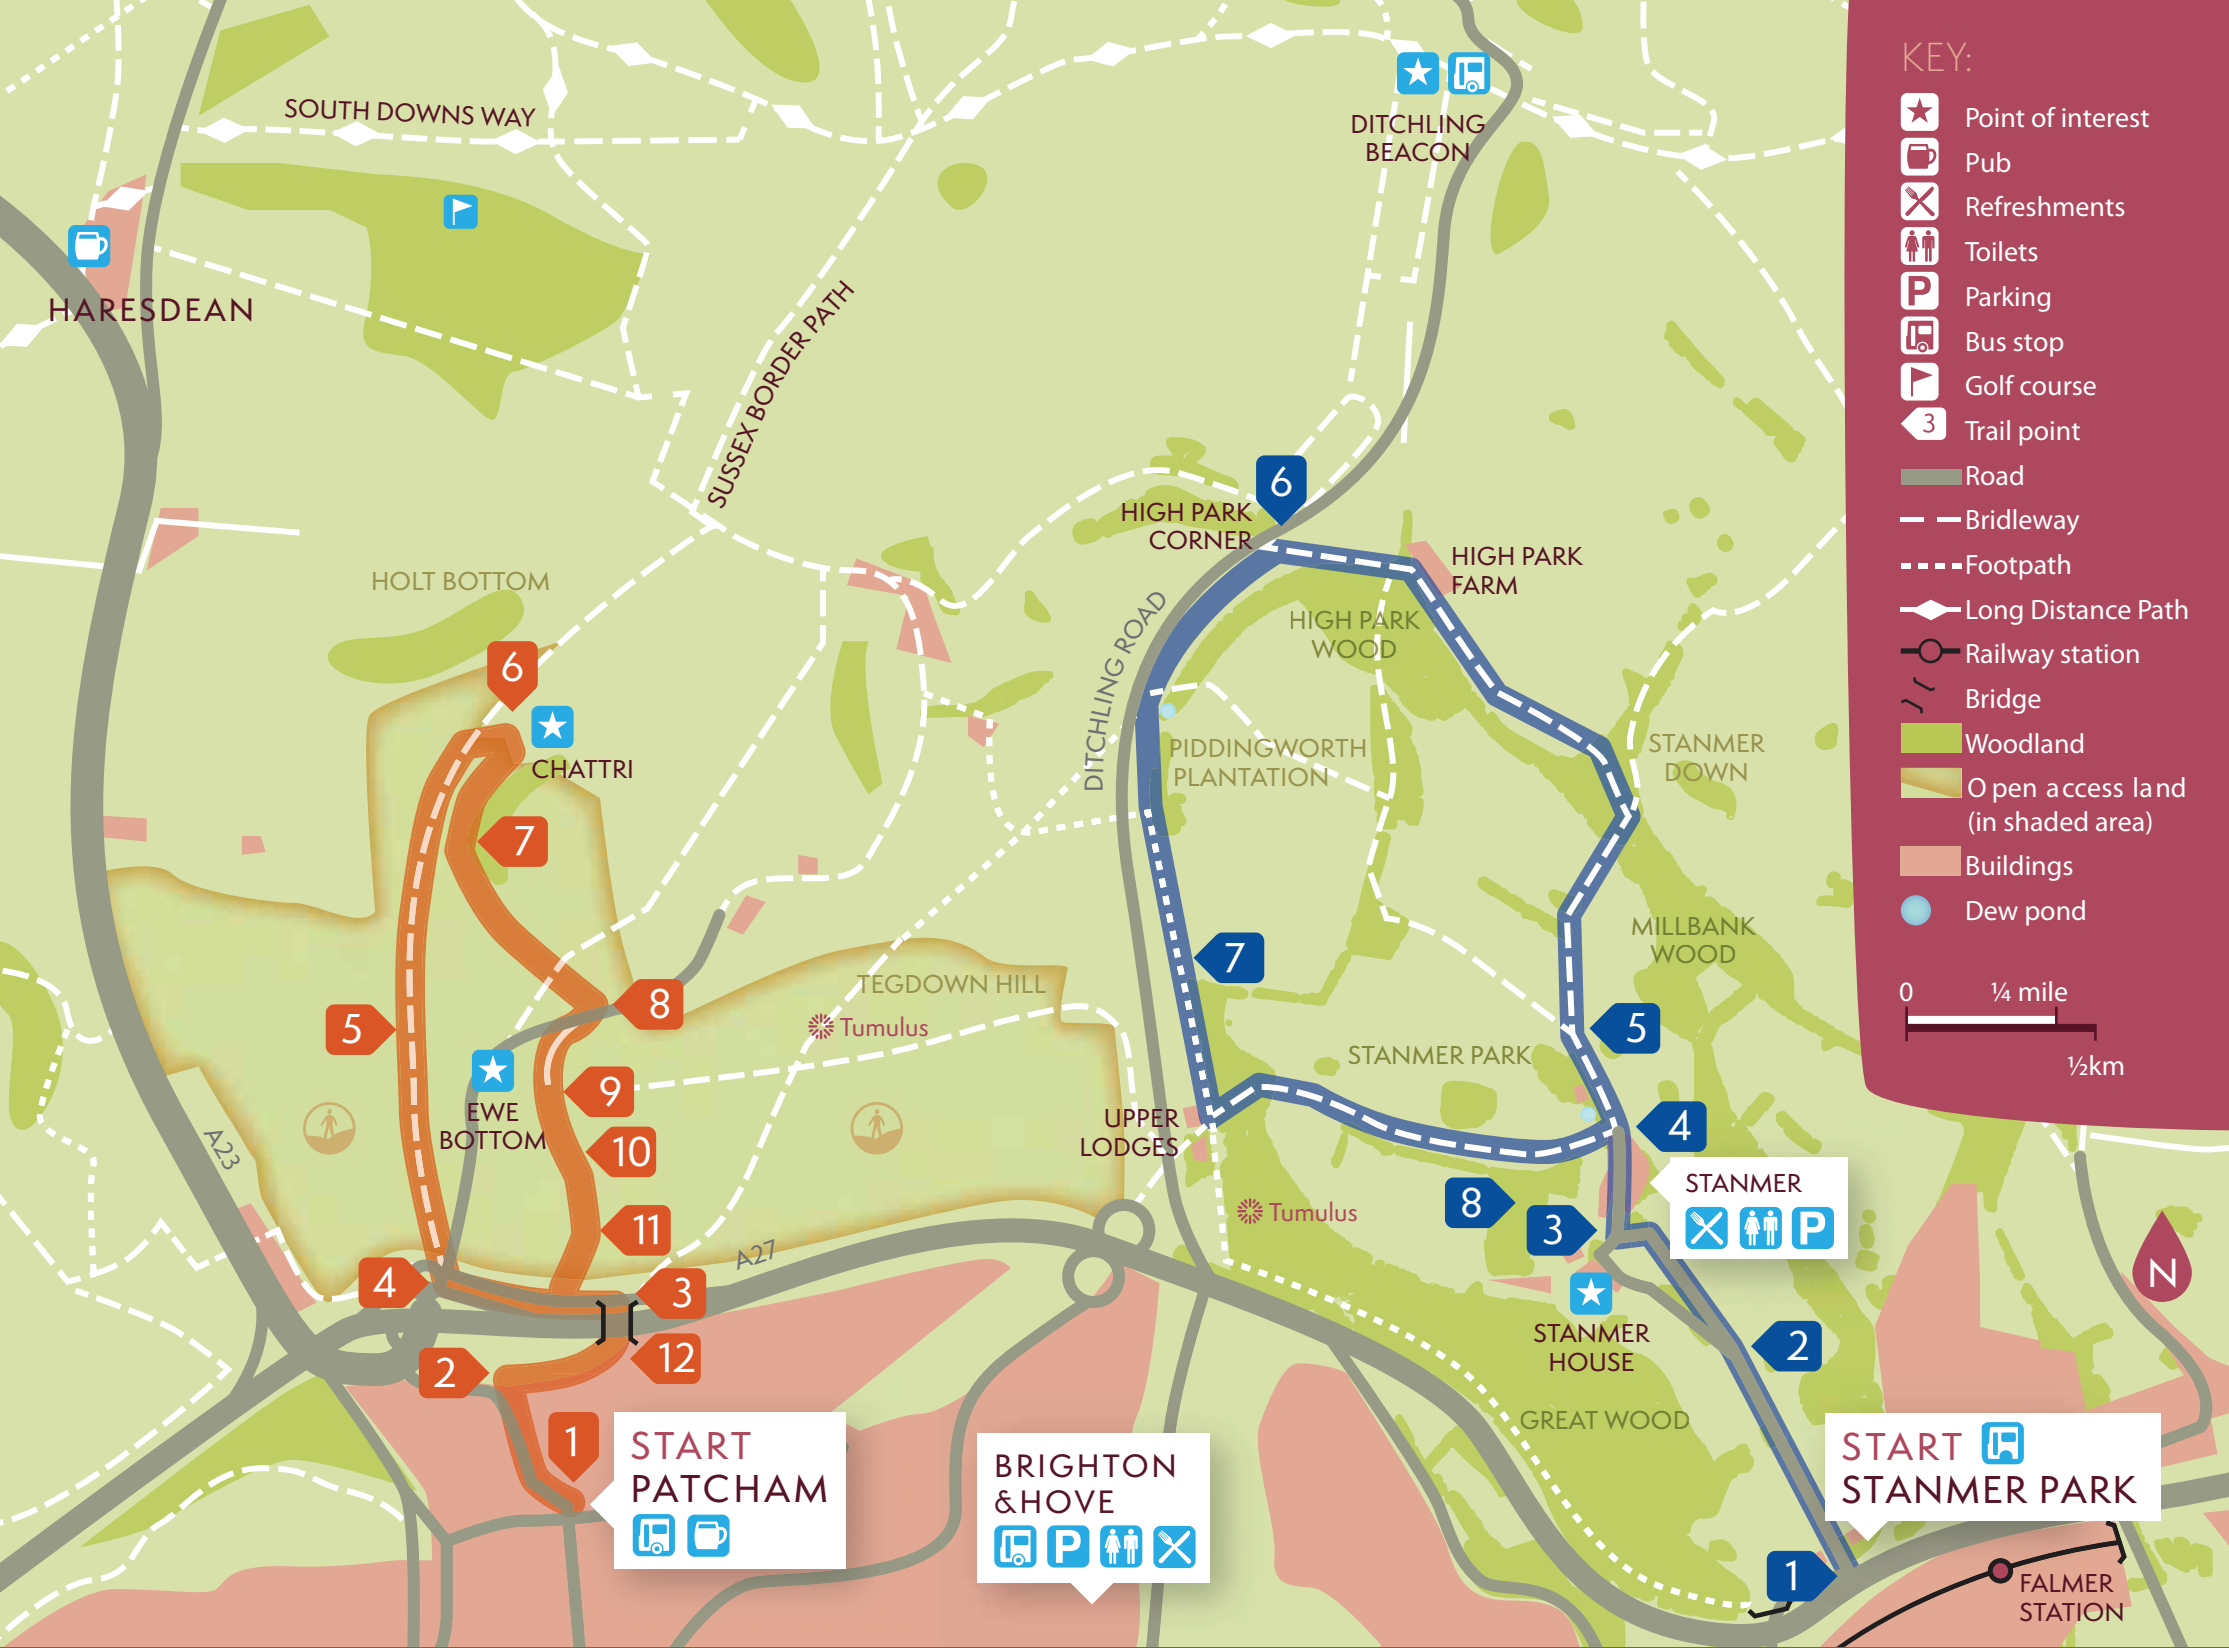 SOUTH DOWNS WAY
DITCHLING
BEACON
HARESDEAN
SUSSEX BORDER PATH
6
HIGH PARK
CORNER
HIGH PARK
FARM
HOLT BOTTOM
HIGH PARK
WOOD
DITCHLING ROAD
6
CHATTRI
PIDDINGWORTH
PLANTATION
STANMER
DOWN
7
MILLBANK
WOOD
7
TEGDOWN HILL
8
5
Tumulus
5
STANMER PARK
9
EWE
BOTTOM
10
UPPER
LODGES
4
A23
11
8
3
Tumulus
STANMER
P
A27
4
3
STANMER
HOUSE
2
12
2
GREAT WOOD
1
START
PATCHAM
BRIGHTON
&HOVE
P
START
STANMER PARK
1
FALMER
STATION
N
KEY:
Point of interest
Pub
Refreshments
Toilets
P Parking
Bus stop
Golf course
3 Trail point
Road
Bridleway
Footpath
Long Distance Path
Railway station
Bridge
Woodland
Open access land
(in shaded area)
Buildings
Dew pond
0 ¼ mile
½km